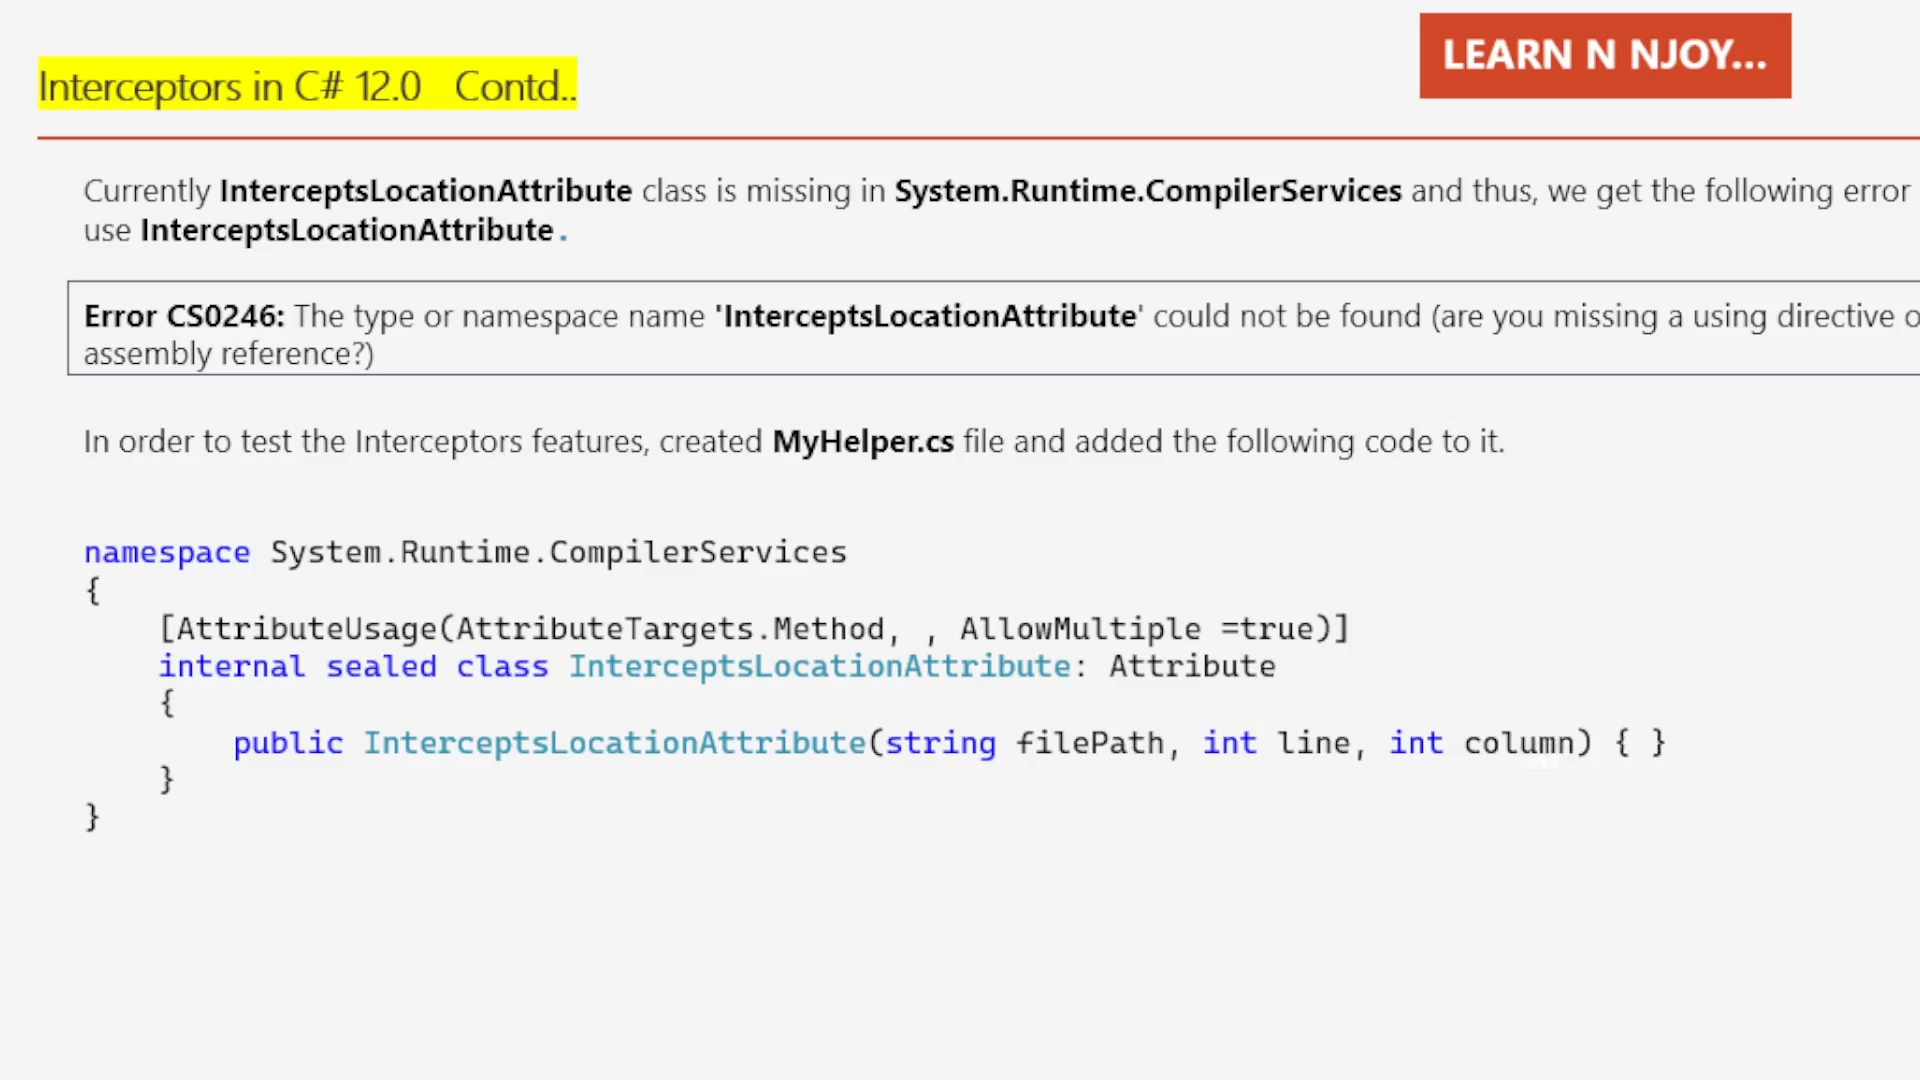 LEARN N NJOY...
Interceptors in C# 12.0 Contd..
Currently InterceptsLocationAttribute class is missing in System.Runtime.CompilerServices and thus, we get the following error
use InterceptsLocationAttribute.
Error CS0246: The type or namespace name 'InterceptsLocationAttribute' could not be found (are you missing a using directive
assembly reference?)
In order to test the Interceptors features, created MyHelper.cs file and added the following code to it.
namespace System.Runtime.CompilerServices
{
[AttributeUsage(AttributeTargets.Method, , AllowMultiple =true)]
internal sealed class InterceptsLocationAttribute: Attribute
{
public InterceptsLocationAttribute(string filePath, int line, int column) { }
}
}